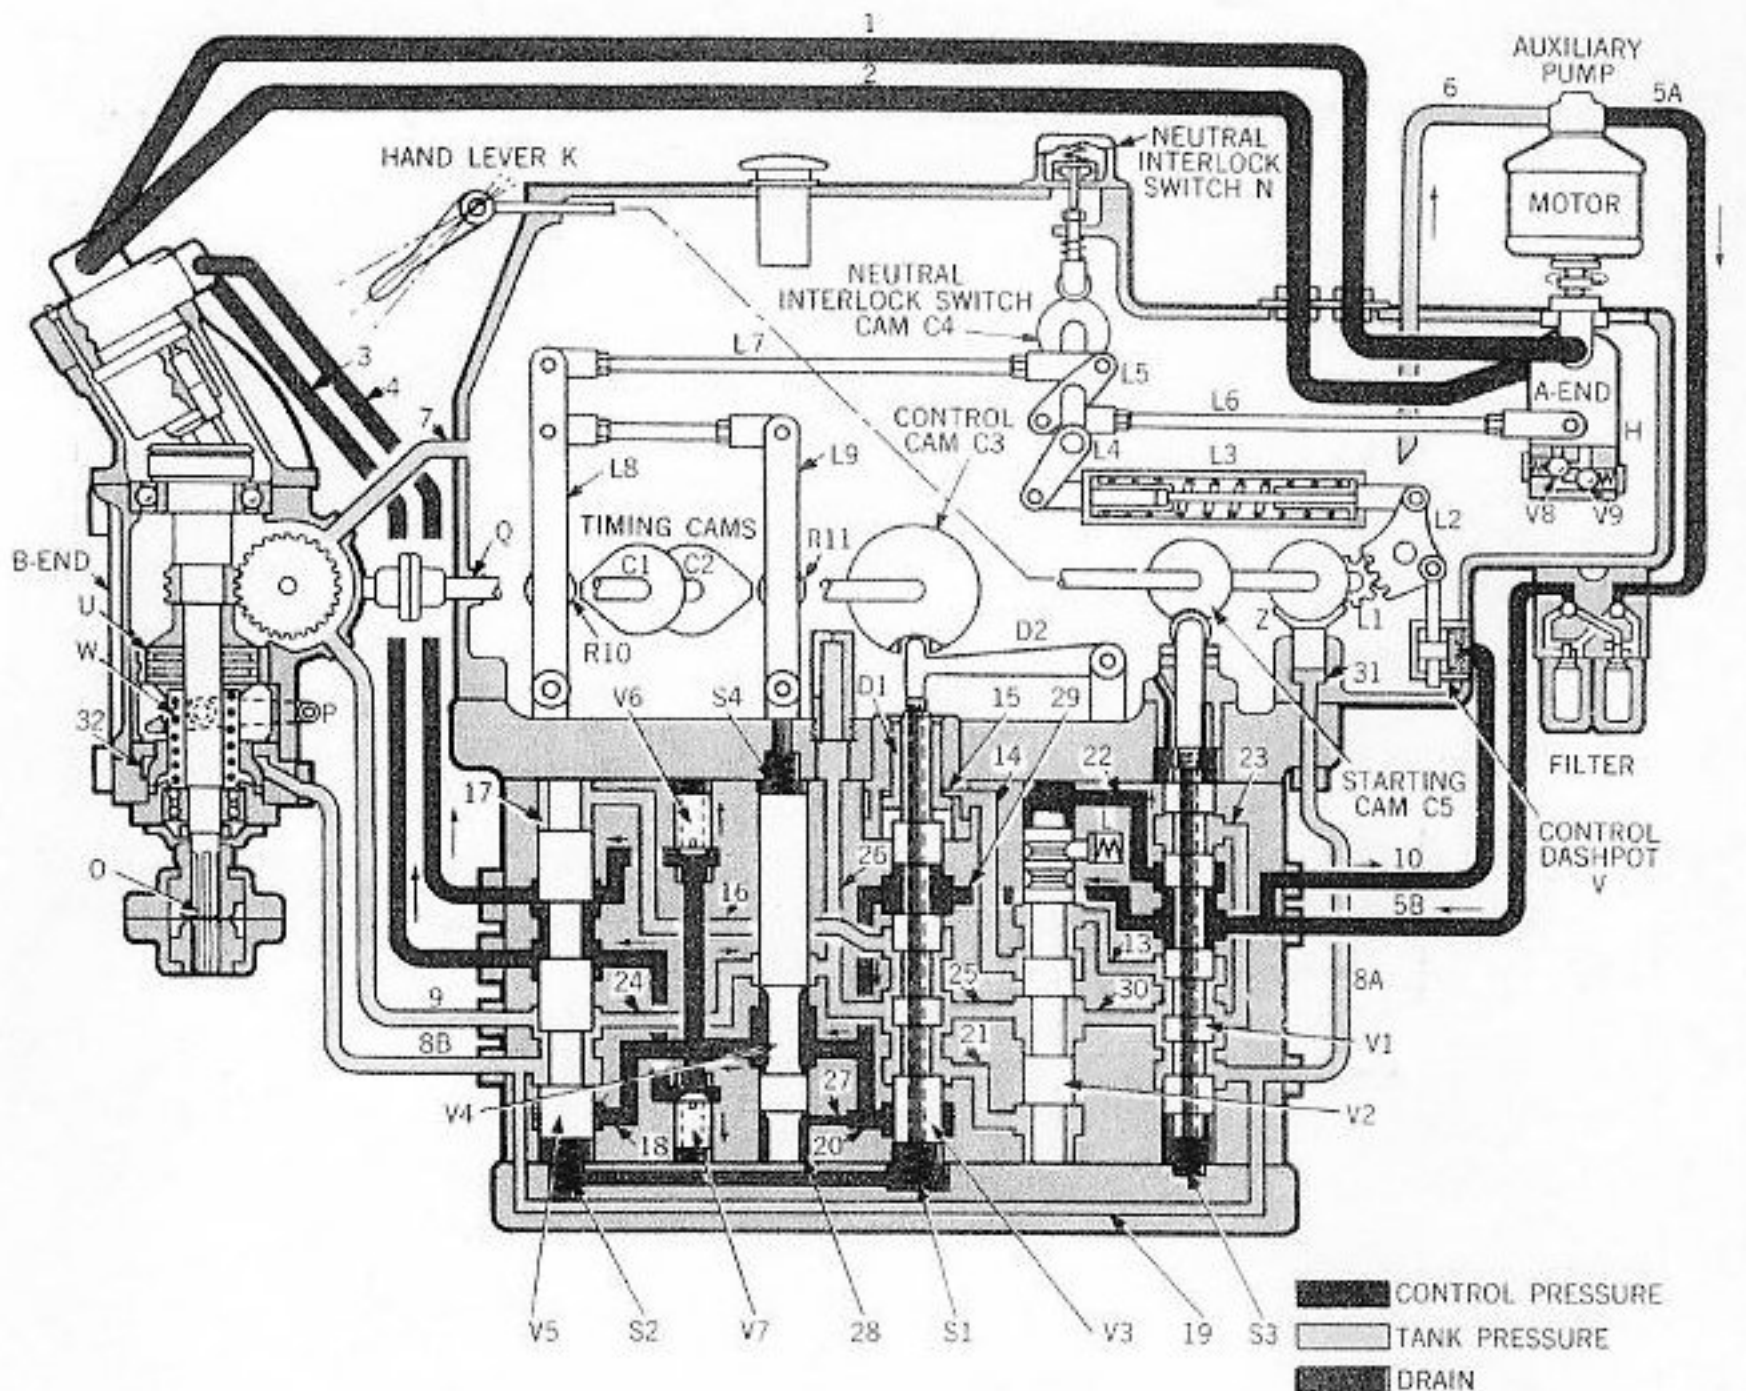 1
2
AUXILIARY
PUMP
6
5A
HAND LEVER K
NEUTRAL
INTERLOCK
SWITCH N
MOTOR
NEUTRAL
INTERLOCK SWITCH
CAM C4
3
4
L7
L5
A-END
L6
H
CONTROL
CAM C3
7
L4
L3
L8
L9
V8
V9
L2
TIMING CAMS
Q
R11
C1
C2
B-END
U
Z
L1
D2
R10
W
31
V6
S4
D1
15
29
P
32
FILTER
22
23
14
17
STARTING
CAM C5
L
CONTROL
DASHPOT
V
O
26
10
16
5B
13
8A
9
24
25
30
8B
21
V1
27
V4
V2
18
20
V5
S2
V7
28
S1
V3
19
S3
CONTROL PRESSURE
TANK PRESSURE
DRAIN